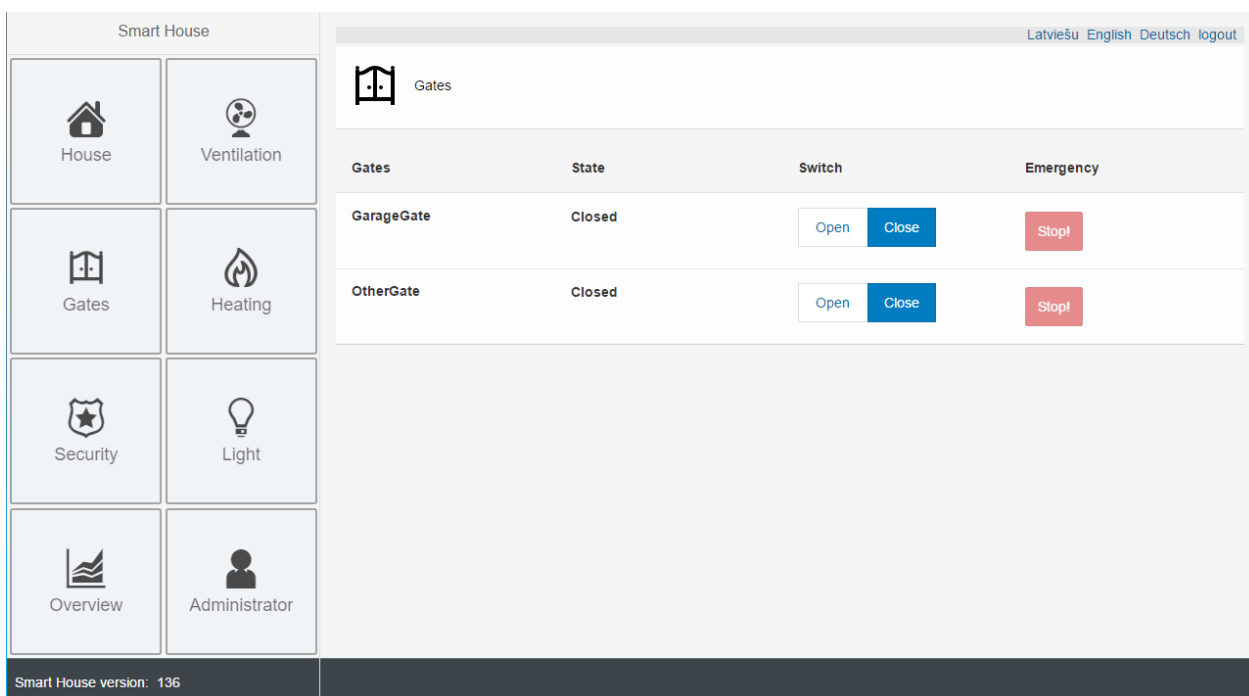 Smart House
Latviešu English Deutsch logout
Gates
House
Ventilation
Gates
Heating
Security
Light
Overview
Administrator
Gates State Switch Emergency
GarageGate Closed Open Close Stop!
OtherGate Closed Open Close Stop!
Smart House version: 136